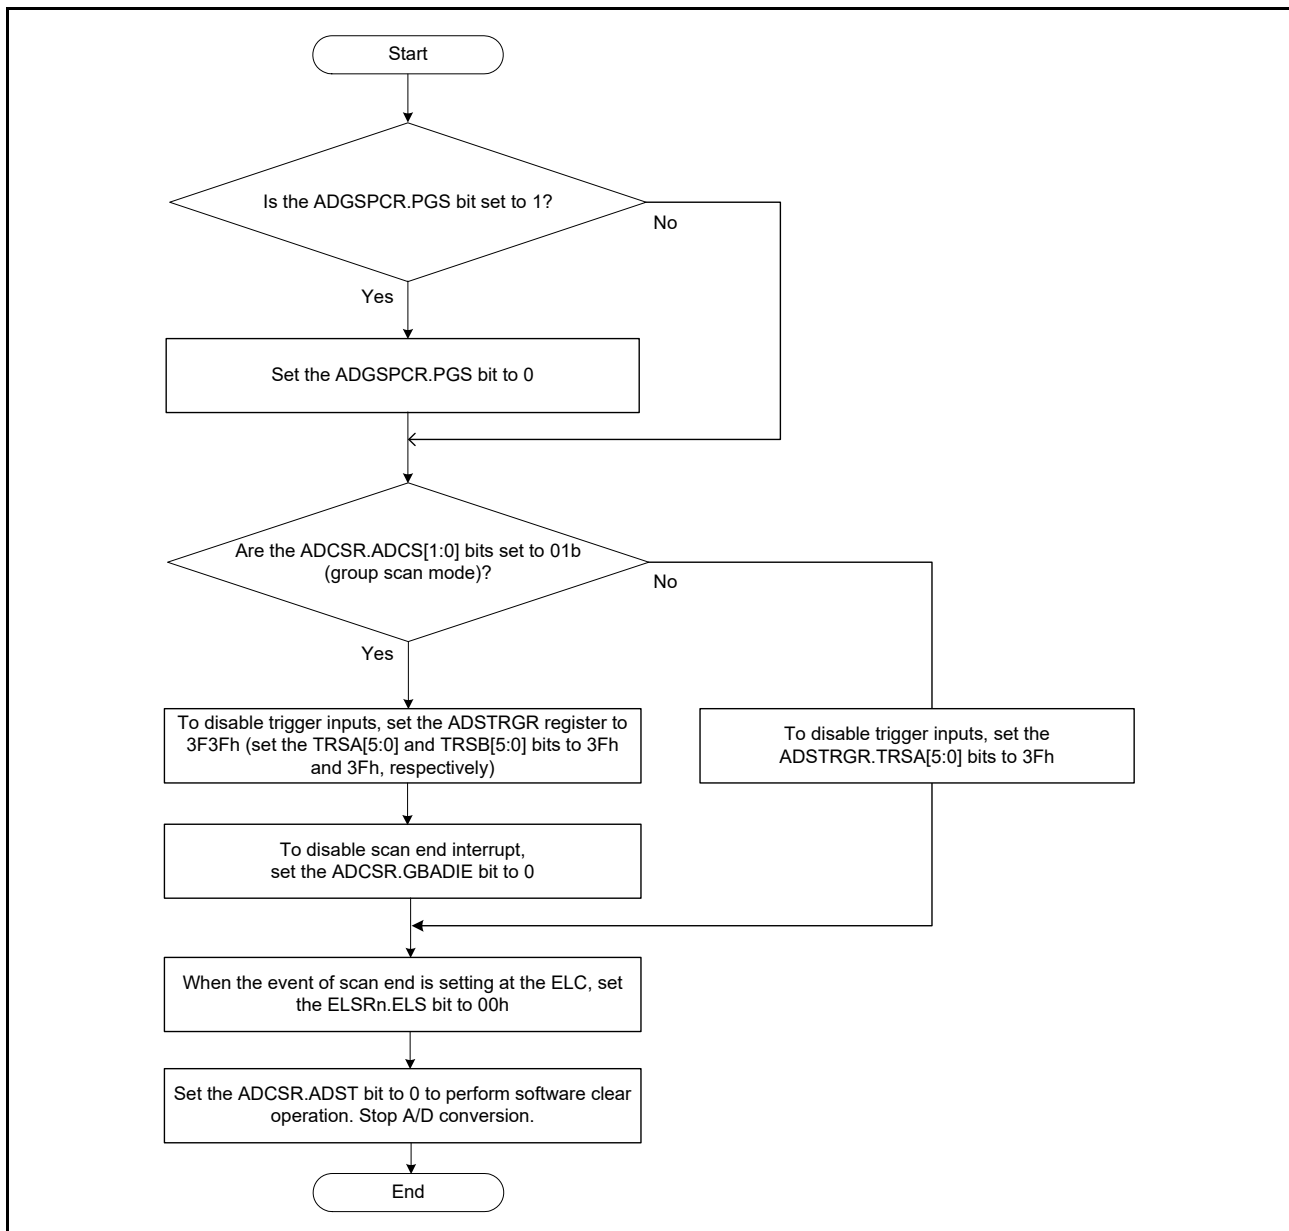 Start
Is the ADGSPCR.PGS bit set to 1?
No
Yes
Set the ADGSPCR.PGS bit to 0
Are the ADCSR.ADCS[1:0] bits set to 01b
(group scan mode)?
No
Yes
To disable trigger inputs, set the ADSTRGR register to
3F3Fh (set the TRSA[5:0] and TRSB[5:0] bits to 3Fh
and 3Fh, respectively)
To disable trigger inputs, set the
ADSTRGR.TRSA[5:0] bits to 3Fh
To disable scan end interrupt,
set the ADCSR.GBADIE bit to 0
When the event of scan end is setting at the ELC, set
the ELSRn.ELS bit to 00h
Set the ADCSR.ADST bit to 0 to perform software clear
operation. Stop A/D conversion.
End